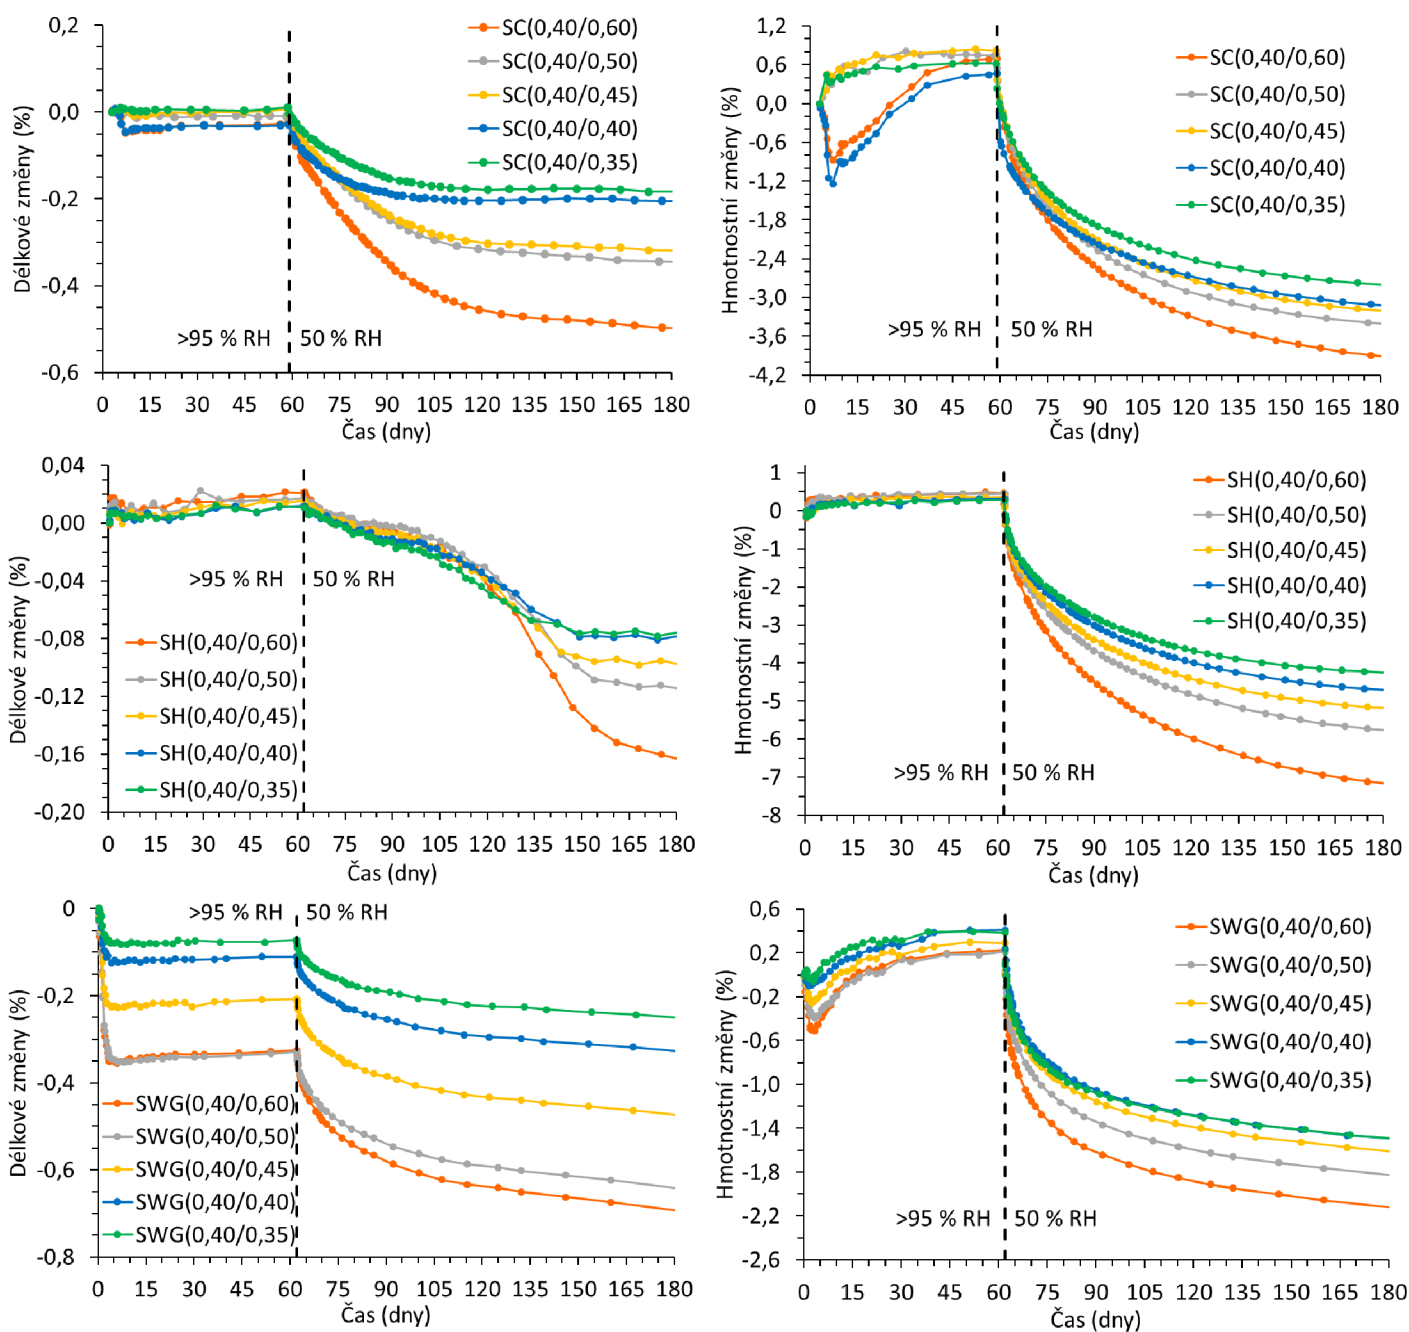 0,2
0,0
-0,2
-0,4
-0,6
Délkové změny (%)
SC(0,40/0,60)
SC(0,40/0,50)
SC(0,40/0,45)
SC(0,40/0,40)
SC(0,40/0,35)
>95 % RH
50 % RH
0 15 30 45 60 75 90 105 120 135 150 165 180
Čas (dny)
1,2
0,6
0,0
-0,6
-1,2
-1,8
-2,4
-3,0
-3,6
-4,2
Hmotnostní změny (%)
SC(0,40/0,60)
SC(0,40/0,50)
SC(0,40/0,45)
SC(0,40/0,40)
SC(0,40/0,35)
>95 % RH
50 % RH
0 15 30 45 60 75 90 105 120 135 150 165 180
Čas (dny)
0,04
0,00
-0,04
-0,08
-0,12
-0,16
-0,20
Délkové změny (%)
>95 % RH
50 % RH
SH(0,40/0,60)
SH(0,40/0,50)
SH(0,40/0,45)
SH(0,40/0,40)
SH(0,40/0,35)
0 15 30 45 60 75 90 105 120 135 150 165 180
Čas (dny)
1
0
-1
-2
-3
-4
-5
-6
-7
-8
Hmotnostní změny (%)
SH(0,40/0,60)
SH(0,40/0,50)
SH(0,40/0,45)
SH(0,40/0,40)
SH(0,40/0,35)
>95 % RH
50 % RH
0 15 30 45 60 75 90 105 120 135 150 165 180
Čas (dny)
0
-0,2
-0,4
-0,6
-0,8
Délkové změny (%)
>95 % RH
50 % RH
SWG(0,40/0,60)
SWG(0,40/0,50)
SWG(0,40/0,45)
SWG(0,40/0,40)
SWG(0,40/0,35)
0 15 30 45 60 75 90 105 120 135 150 165 180
Čas (dny)
0,6
0,2
-0,2
-0,6
-1,0
-1,4
-1,8
-2,2
-2,6
Hmotnostní změny (%)
SWG(0,40/0,60)
SWG(0,40/0,50)
SWG(0,40/0,45)
SWG(0,40/0,40)
SWG(0,40/0,35)
>95 % RH
50 % RH
0 15 30 45 60 75 90 105 120 135 150 165 180
Čas (dny)